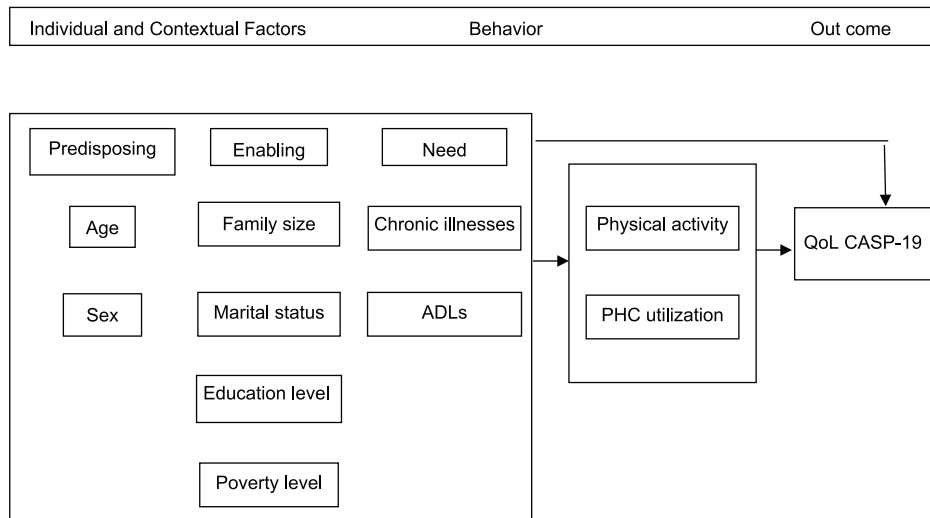 Individual and Contextual Factors Behavior Out come
Predisposing Enabling Need
Age Family size Chronic illnesses Physical activity QoL CASP-19
Sex Marital status ADLs PHC utilization
Education level
Poverty level